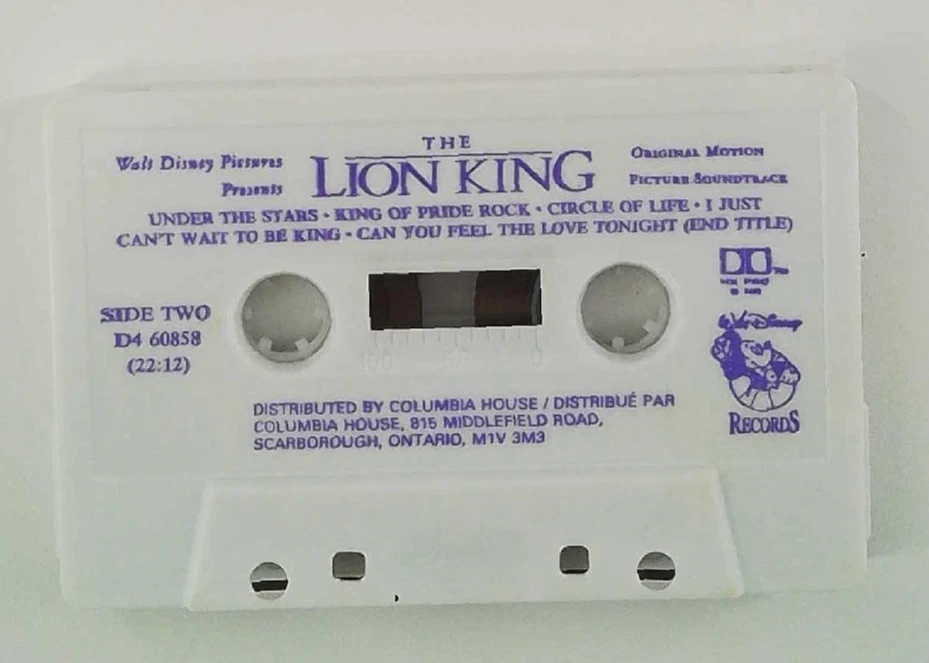 Walt Disney Pictures
Presents
THE
LION KING
ORIGINAL MOTION
PICTURE SOUNDTRACK
UNDER THE STARS • KING OF PRIDE ROCK • CIRCLE OF LIFE • I JUST
CAN'T WAIT TO BE KING • CAN YOU FEEL THE LOVE TONIGHT (END TITLE)
SIDE TWO
D4 60858
(22:12)
HX PRO
B NR
Walt Disney
RECORDS
DISTRIBUTED BY COLUMBIA HOUSE / DISTRIBUÉ PAR
COLUMBIA HOUSE, 815 MIDDLEFIELD ROAD,
SCARBOROUGH, ONTARIO, M1V 3M3